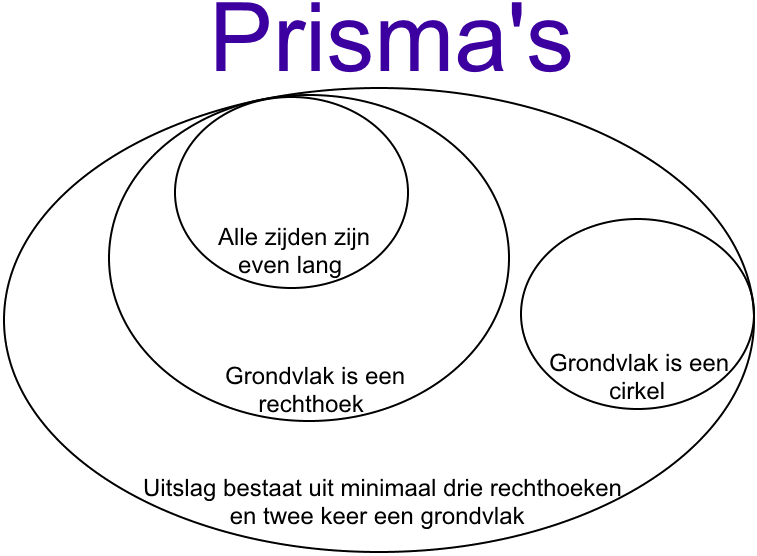 Prisma's
Alle zijden zijn
even lang
Grondvlak is een
rechthoek
Grondvlak is een
cirkel
Uitslag bestaat uit minimaal drie rechthoeken
en twee keer een grondvlak